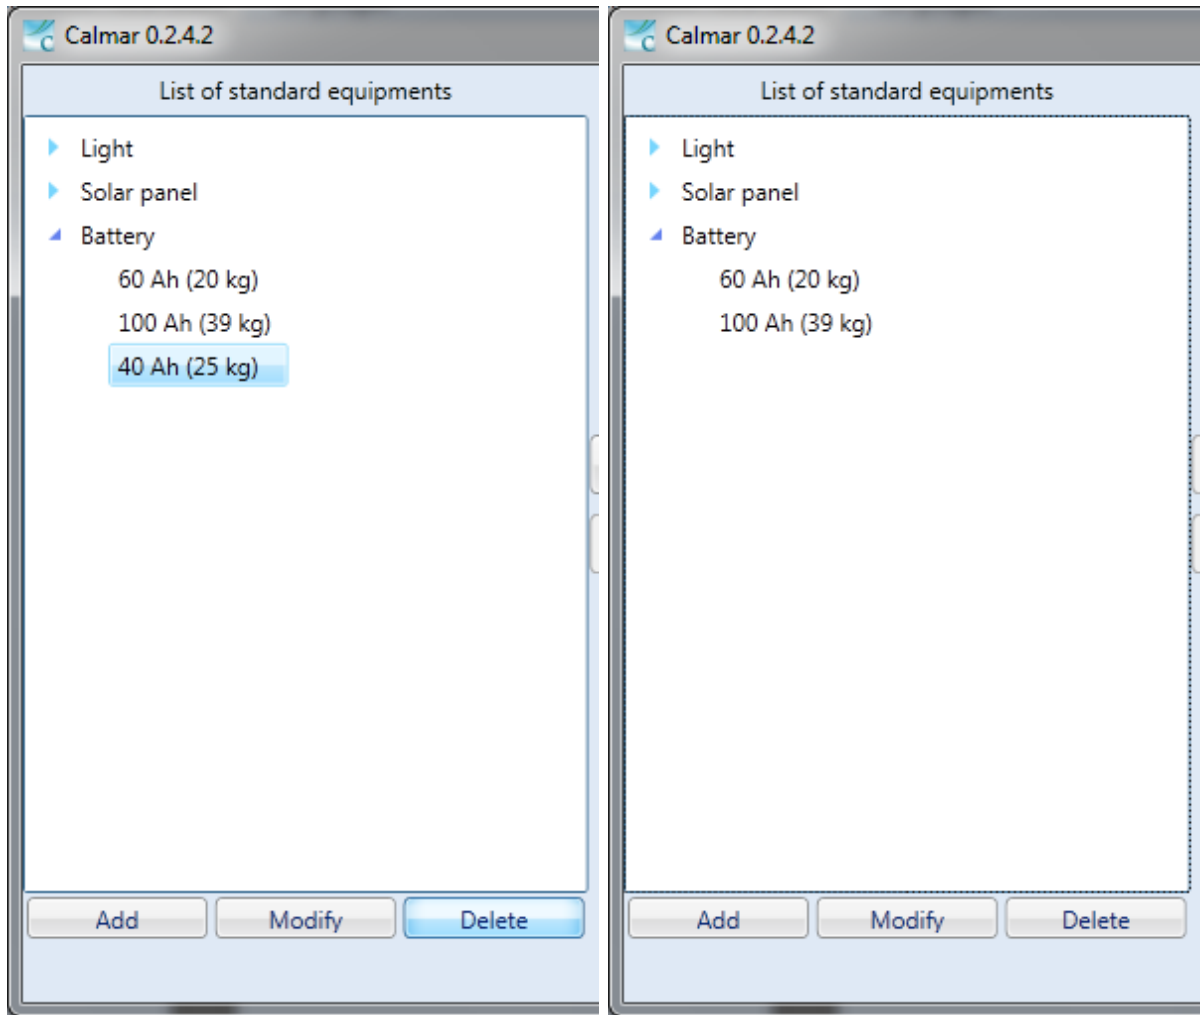 Calmar 0.2.4.2
List of standard equipments
Light
Solar panel
Battery
60 Ah (20 kg)
100 Ah (39 kg)
40 Ah (25 kg)
Add Modify Delete
Calmar 0.2.4.2
List of standard equipments
Light
Solar panel
Battery
60 Ah (20 kg)
100 Ah (39 kg)
Add Modify Delete